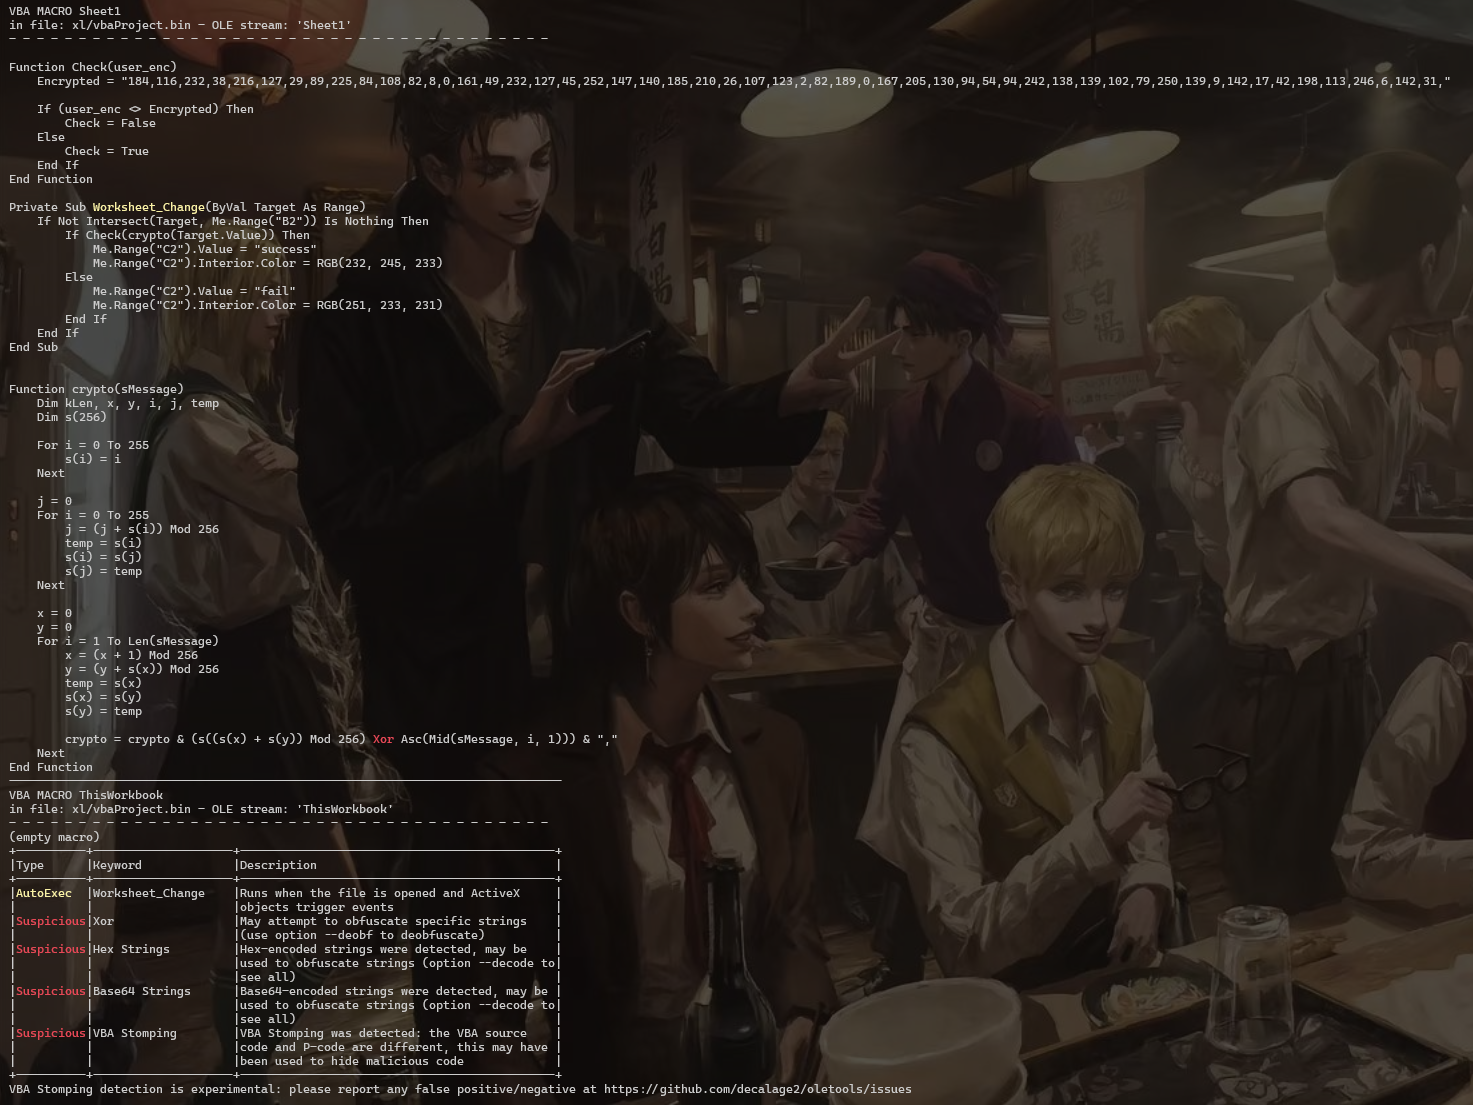 VBA MACRO Sheet1
in file: xl/vbaProject.bin - OLE stream: 'Sheet1'
- - - - - - - - - - - - - - - - - - - - - - - - - - - - - - - - - - - - - - -

Function Check(user_enc)
    Encrypted = "184,116,232,38,216,127,29,89,225,84,108,82,8,0,161,49,232,127,45,252,147,140,185,210,26,107,123,2,82,189,0,167,205,130,94,54,94,242,138,139,102,79,250,139,9,142,17,42,198,113,246,6,142,31,"

    If (user_enc <> Encrypted) Then
        Check = False
    Else
        Check = True
    End If
End Function

Private Sub Worksheet_Change(ByVal Target As Range)
    If Not Intersect(Target, Me.Range("B2")) Is Nothing Then
        If Check(crypto(Target.Value)) Then
            Me.Range("C2").Value = "success"
            Me.Range("C2").Interior.Color = RGB(232, 245, 233)
        Else
            Me.Range("C2").Value = "fail"
            Me.Range("C2").Interior.Color = RGB(251, 233, 231)
        End If
    End If
End Sub


Function crypto(sMessage)
    Dim kLen, x, y, i, j, temp
    Dim s(256)

    For i = 0 To 255
        s(i) = i
    Next

    j = 0
    For i = 0 To 255
        j = (j + s(i)) Mod 256
        temp = s(i)
        s(i) = s(j)
        s(j) = temp
    Next

    x = 0
    y = 0
    For i = 1 To Len(sMessage)
        x = (x + 1) Mod 256
        y = (y + s(x)) Mod 256
        temp = s(x)
        s(x) = s(y)
        s(y) = temp

        crypto = crypto & (s((s(x) + s(y)) Mod 256) Xor Asc(Mid(sMessage, i, 1))) & ","
    Next
End Function
-------------------------------------------------------------------------------
VBA MACRO ThisWorkbook
in file: xl/vbaProject.bin - OLE stream: 'ThisWorkbook'
- - - - - - - - - - - - - - - - - - - - - - - - - - - - - - - - - - - - - - -
(empty macro)
+----------+--------------------+---------------------------------------------+
|Type      |Keyword             |Description                                  |
+----------+--------------------+---------------------------------------------+
|AutoExec  |Worksheet_Change    |Runs when the file is opened and ActiveX     |
|          |                    |objects trigger events                       |
|Suspicious|Xor                 |May attempt to obfuscate specific strings    |
|          |                    |(use option --deobf to deobfuscate)          |
|Suspicious|Hex Strings         |Hex-encoded strings were detected, may be    |
|          |                    |used to obfuscate strings (option --decode to|
|          |                    |see all)                                     |
|Suspicious|Base64 Strings      |Base64-encoded strings were detected, may be |
|          |                    |used to obfuscate strings (option --decode to|
|          |                    |see all)                                     |
|Suspicious|VBA Stomping        |VBA Stomping was detected: the VBA source    |
|          |                    |code and P-code are different, this may have |
|          |                    |been used to hide malicious code             |
+----------+--------------------+---------------------------------------------+
VBA Stomping detection is experimental: please report any false positive/negative at https://github.com/decalage2/oletools/issues